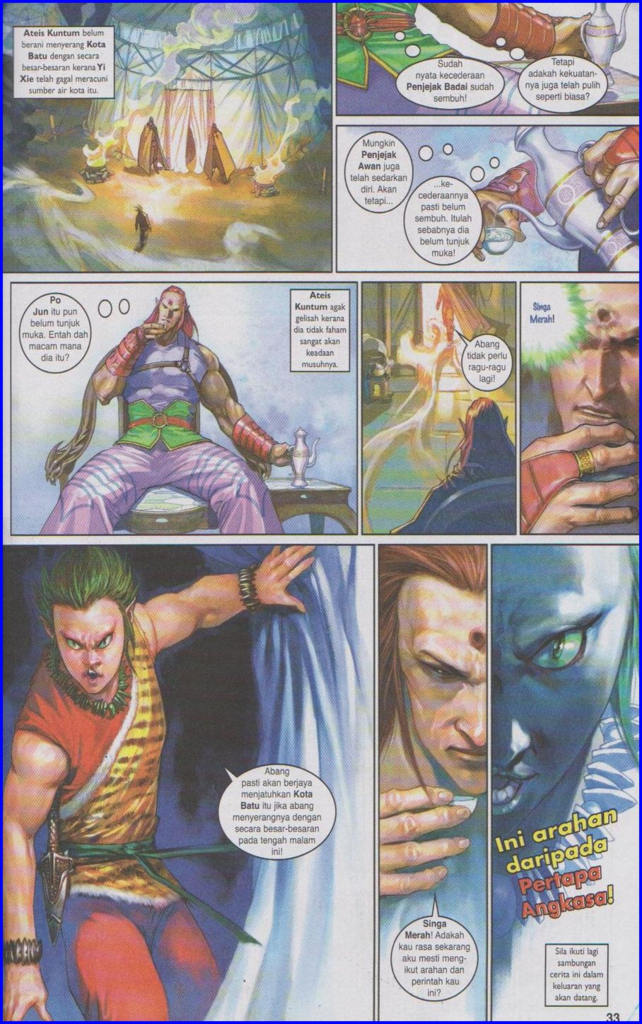 Ateis Kuntum belum
berani menyerang Kota
Batu dengan secara
besar-besaran kerana Yi
Xie telah gagal meracuni
sumber air kota itu.
Sudah
nyata kecederaan
Penjejak Badai sudah
sembuh!
Tetapi
adakah kekuatan-
nya juga telah pulih
seperti biasa?
Mungkin
Penjejak
Awan juga
telah sedarkan
diri. Akan
tetapi...
...ke-
cederaannya
pasti belum
sembuh. Itulah
sebabnya dia
belum tunjuk
muka!
Po
Jun itu pun
belum tunjuk
muka. Entah dah
macam mana
dia itu?
Ateis
Kuntum agak
gelisah kerana
dia tidak faham
sangat akan
keadaan
musuhnya.
Abang
tidak perlu
ragu-ragu
lagi!
Singa
Merah!
Abang
pasti akan berjaya
menjatuhkan Kota
Batu itu jika abang
menyerangnya dengan
secara besar-besaran
pada tengah malam
ini!
Singa
Merah! Adakah
kau rasa sekarang
aku mesti meng-
ikut arahan dan
perintah kau
ini?
Ini arahan
daripada
Pertapa
Angkasa!
Sila ikuti lagi
sambungan
cerita ini dalam
keluaran yang
akan datang.
33